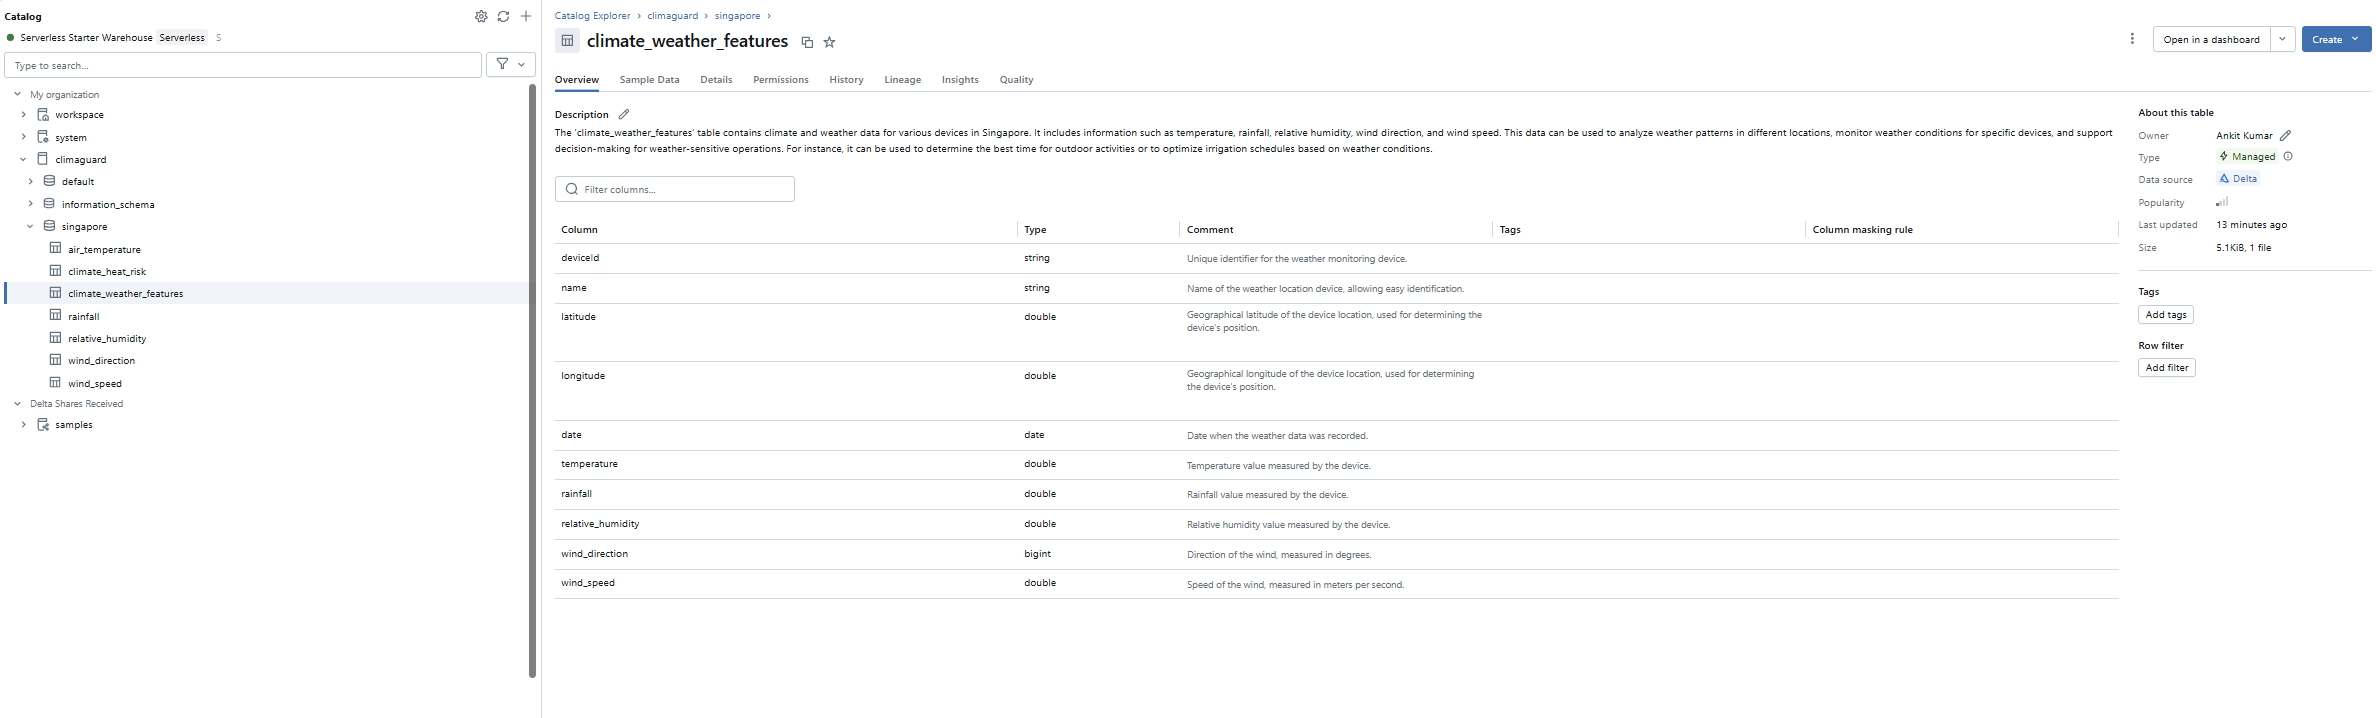 Catalog
Serverless Starter Warehouse Serverless S
Type to search...
My organization
workspace
system
climaguard
default
information_schema
singapore
air_temperature
climate_heat_risk
climate_weather_features
rainfall
relative_humidity
wind_direction
wind_speed
Delta Shares Received
samples
Catalog Explorer > climaguard > singapore >
climate_weather_features
Open in a dashboard
Create
Overview Sample Data Details Permissions History Lineage Insights Quality
Description
The 'climate_weather_features' table contains climate and weather data for various devices in Singapore. It includes information such as temperature, rainfall, relative humidity, wind direction, and wind speed. This data can be used to analyze weather patterns in different locations, monitor weather conditions for specific devices, and support
decision-making for weather-sensitive operations. For instance, it can be used to determine the best time for outdoor activities or to optimize irrigation schedules based on weather conditions.
Filter columns...
Column Type Comment Tags Column masking rule
deviceId string Unique identifier for the weather monitoring device.
name string Name of the weather location device, allowing easy identification.
latitude double Geographical latitude of the device location, used for determining the
device's position.
longitude double Geographical longitude of the device location, used for determining
the device's position.
date date Date when the weather data was recorded.
temperature double Temperature value measured by the device.
rainfall double Rainfall value measured by the device.
relative_humidity double Relative humidity value measured by the device.
wind_direction bigint Direction of the wind, measured in degrees.
wind_speed double Speed of the wind, measured in meters per second.
About this table
Owner Ankit Kumar
Type Managed
Data source Delta
Popularity
Last updated 13 minutes ago
Size 5.1KiB, 1 file
Tags
Add tags
Row filter
Add filter